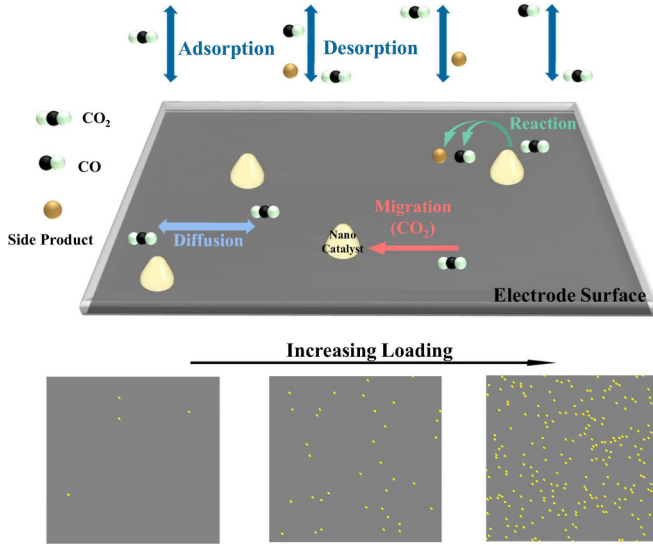 Adsorption
Desorption
CO2
CO
Side Product
Reaction
Diffusion
Migration
(CO2)
Nano
Catalyst
Electrode Surface
Increasing Loading